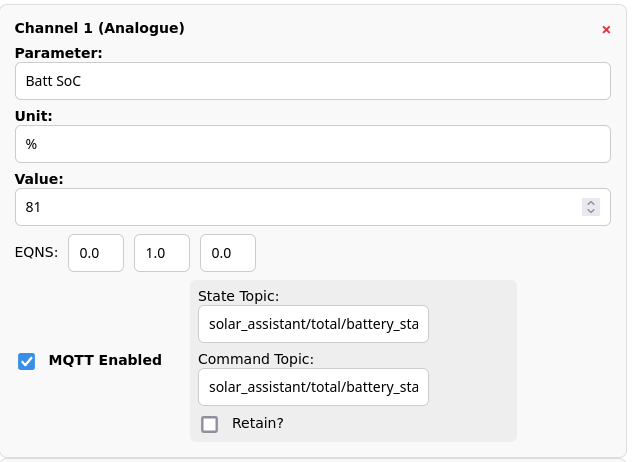 Channel 1 (Analogue)
×
Parameter:
Batt SoC
Unit:
%
Value:
81
EQNS: 0.0 1.0 0.0
State Topic:
solar_assistant/total/battery_sta
Command Topic:
solar_assistant/total/battery_sta
MQTT Enabled
Retain?